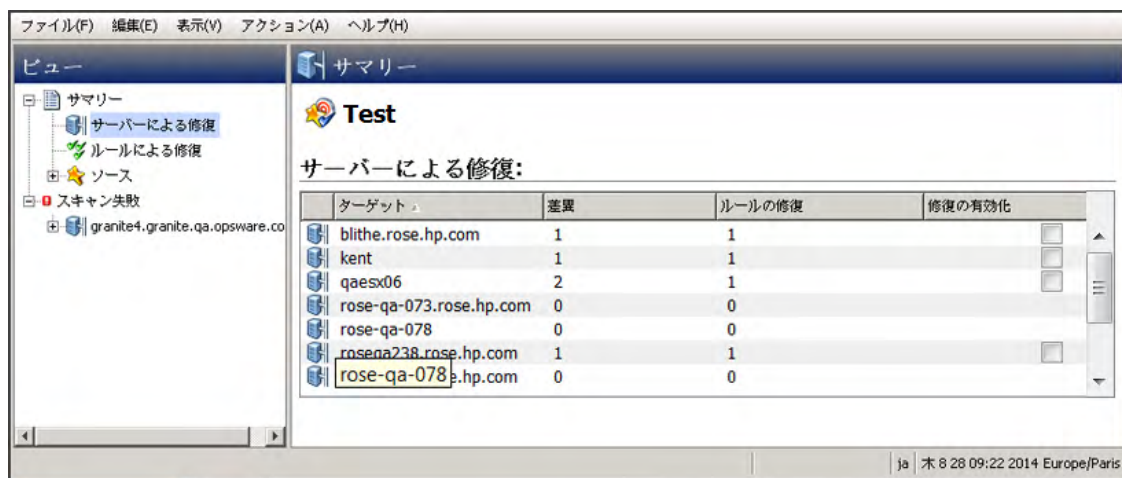 ファイル(F) 編集(E) 表示(V) アクション(A) ヘルプ(H)
ビュー
サマリー
サーバーによる修復
ルールによる修復
ソース
スキャン失敗
granite4.granite.qa.opsware.co
サマリー
Test
サーバーによる修復:
ターゲット 差異 ルールの修復 修復の有効化
blithe.rose.hp.com 1 1
kent 1 1
qaesx06 2 1
rose-qa-073.rose.hp.com 0 0
rose-qa-078 0 0
roseqa238.rose.hp.com 1 1
rose-qa-078 e.hp.com 0 0
ja 木 8 28 09:22 2014 Europe/Paris